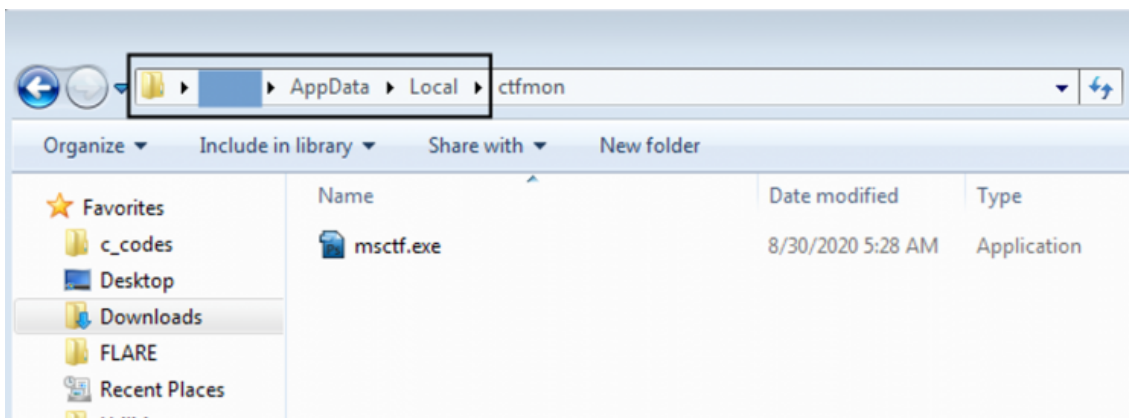 AppData Local ctfmon
Organize Include in library Share with New folder
Favorites
c_codes
Desktop
Downloads
FLARE
Recent Places
Name Date modified Type
msctf.exe 8/30/2020 5:28 AM Application